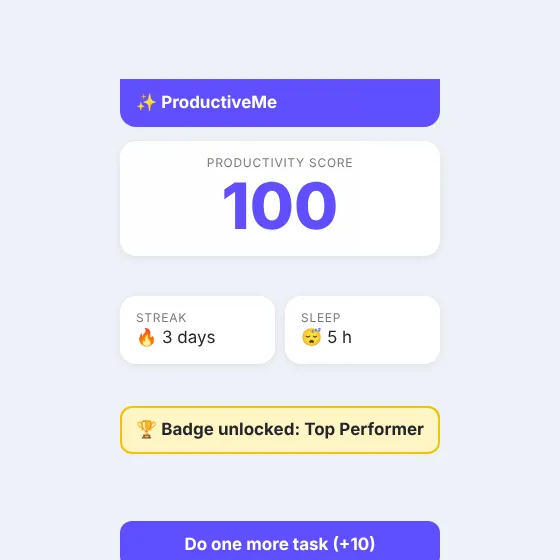 ✨ ProductiveMe
PRODUCTIVITY SCORE
100
STREAK
🔥 3 days
SLEEP
😴 5 h
🏆 Badge unlocked: Top Performer
Do one more task (+10)